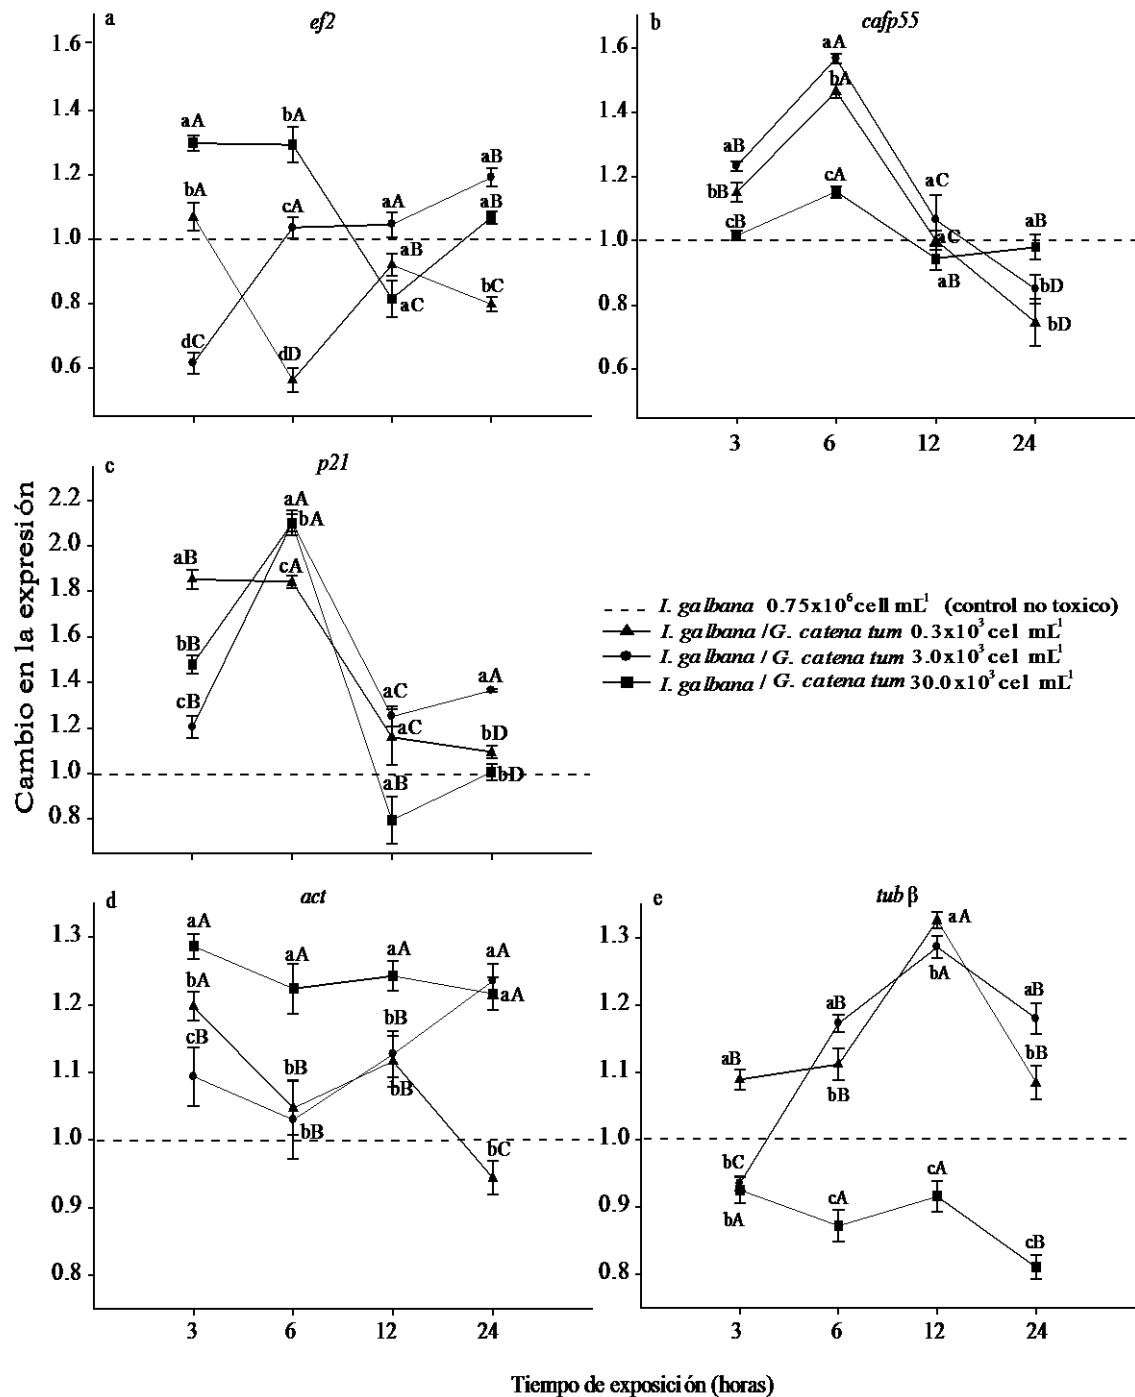 a
ef2
1.6
1.4
1.2
1.0
0.8
0.6
aA
bA
bA
cA
aA
aB
aB
aB
bC
aC
dC
dD
b
cafp55
1.6
1.4
1.2
1.0
0.8
0.6
aA
bA
aB
bB
cA
cB
aC
aC
aB
aB
bD
bD
3
6
12
24
Cambio en la expresión
c
p21
2.2
2.0
1.8
1.6
1.4
1.2
1.0
0.8
aA
bA
aB
cA
bB
cB
aC
aC
aA
bD
aB
bD
I. galbana 0.75x10⁶cell mL¹ (control no toxico)
I. galbana /G. catena tum 0.3x10³cel mL¹
I. galbana / G. catena tum 3.0x10³cel mL¹
I. galbana / G. catena tum 30.0x10³cel mL¹
d
act
1.3
1.2
1.1
1.0
0.9
0.8
aA
aA
aA
aA
bA
aA
cB
bB
bB
bB
bB
bC
3
6
12
24
e
tub β
1.3
1.2
1.1
1.0
0.9
0.8
aA
bA
aB
aB
aB
bB
bB
bC
bA
cA
cA
cB
3
6
12
24
Tiempo de exposición (horas)